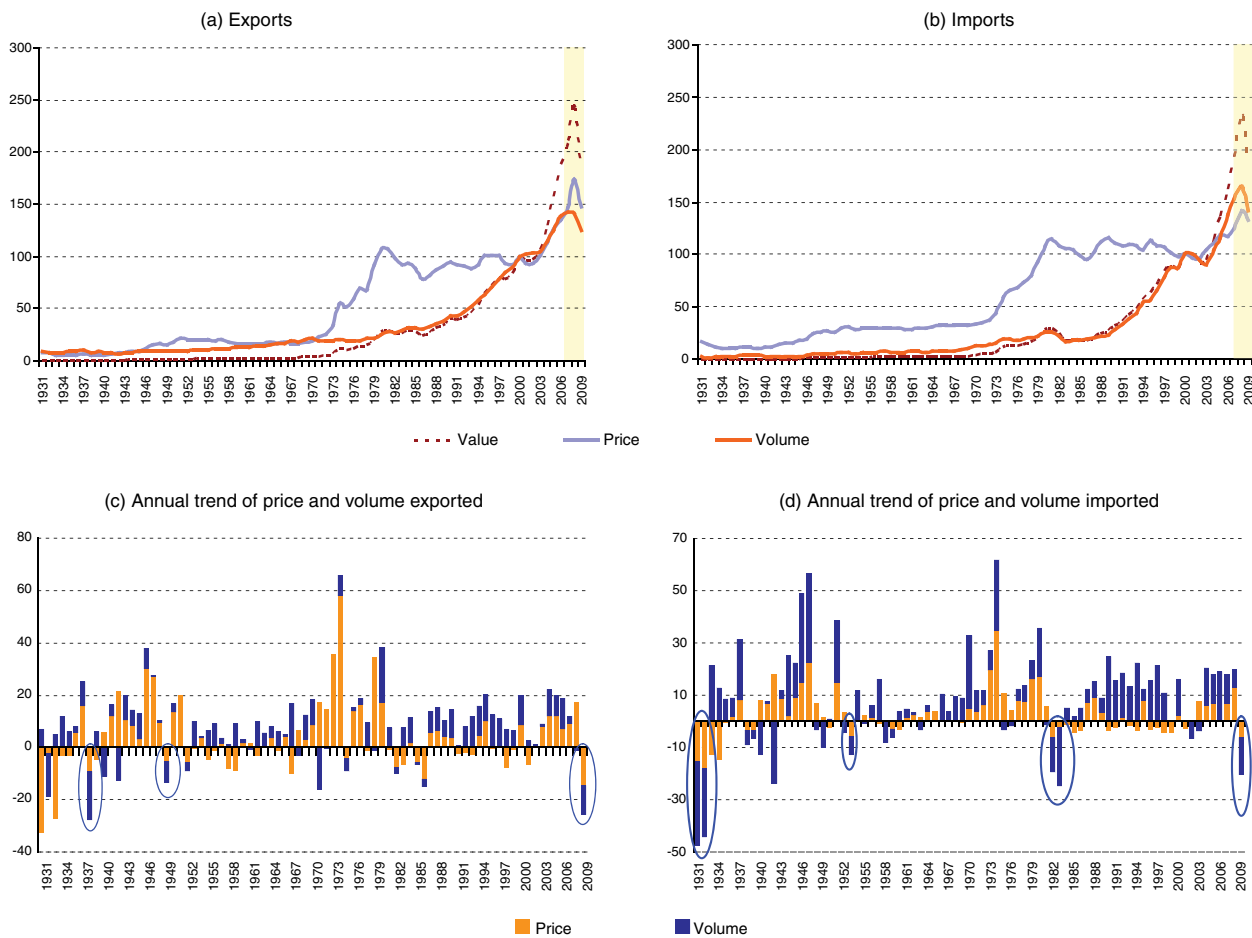 (a) Exports
300
250
200
150
100
50
0
1931 1934 1937 1940 1943 1946 1949 1952 1955 1958 1961 1964 1967 1970 1973 1976 1979 1982 1985 1988 1991 1994 1997 2000 2003 2006 2009
(b) Imports
300
250
200
150
100
50
0
1931 1934 1937 1940 1943 1946 1949 1952 1955 1958 1961 1964 1967 1970 1973 1976 1979 1982 1985 1988 1991 1994 1997 2000 2003 2006 2009
Value Price Volume
(c) Annual trend of price and volume exported
80
60
40
20
0
-20
-40
1931 1934 1937 1940 1943 1946 1949 1952 1955 1958 1961 1964 1967 1970 1973 1976 1979 1982 1985 1988 1991 1994 1997 2000 2003 2006 2009
(d) Annual trend of price and volume imported
70
50
30
10
-10
-30
-50
1931 1934 1937 1940 1943 1946 1949 1952 1955 1958 1961 1964 1967 1970 1973 1976 1979 1982 1985 1988 1991 1994 1997 2000 2003 2006 2009
Price Volume